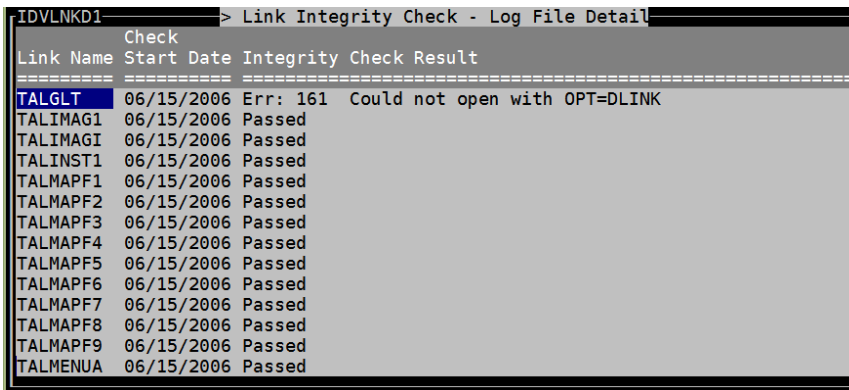 IDVLNKD1 > Link Integrity Check - Log File Detail
Check
Link Name Start Date Integrity Check Result
========= ========== ===========================================================
TALGLT 06/15/2006 Err: 161 Could not open with OPT=DLINK
TALIMAG1 06/15/2006 Passed
TALIMAGI 06/15/2006 Passed
TALINST1 06/15/2006 Passed
TALMAPF1 06/15/2006 Passed
TALMAPF2 06/15/2006 Passed
TALMAPF3 06/15/2006 Passed
TALMAPF4 06/15/2006 Passed
TALMAPF5 06/15/2006 Passed
TALMAPF6 06/15/2006 Passed
TALMAPF7 06/15/2006 Passed
TALMAPF8 06/15/2006 Passed
TALMAPF9 06/15/2006 Passed
TALMENUA 06/15/2006 Passed